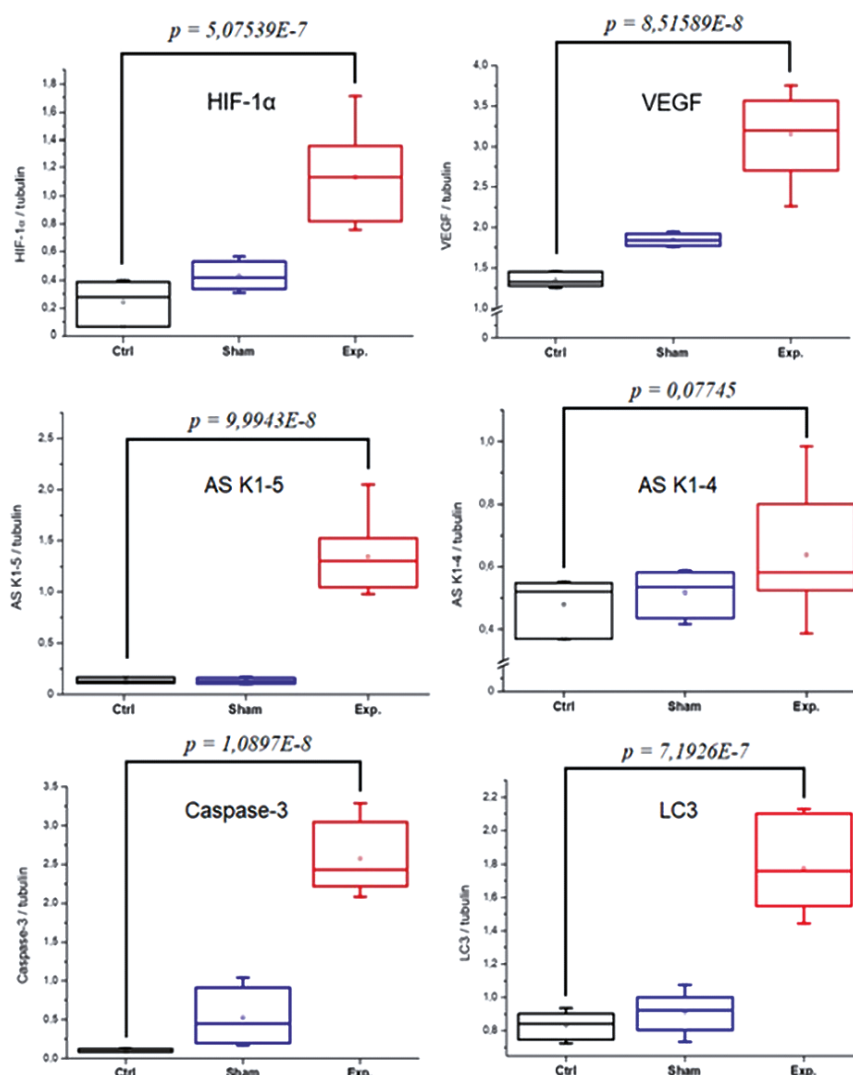 p = 5,07539E-7
HIF-1α
HIF-1α / tubulin
1,8
1,6
1,4
1,2
1,0
0,8
0,6
0,4
0,2
0
Ctrl Sham Exp.
p = 8,51589E-8
VEGF
VEGF / tubulin
4,0
3,5
3,0
2,5
2,0
1,5
1,0
0
Ctrl Sham Exp.
p = 9,9943E-8
AS K1-5
AS K1-5 / tubulin
2.5
2.0
1.5
1.0
0.5
0
Ctrl Sham Exp.
p = 0,07745
AS K1-4
AS K1-4 / tubulin
1,0
0,8
0,6
0,4
0
Ctrl Sham Exp.
p = 1,0897E-8
Caspase-3
Caspase-3 / tubulin
3.5
3.0
2.5
2.0
1.5
1.0
0.5
0.0
Ctrl Sham Exp.
p = 7,1926E-7
LC3
LC3 / tubulin
2.2
2.0
1.8
1.6
1.4
1.2
1.0
0.8
Ctrl Sham Exp.